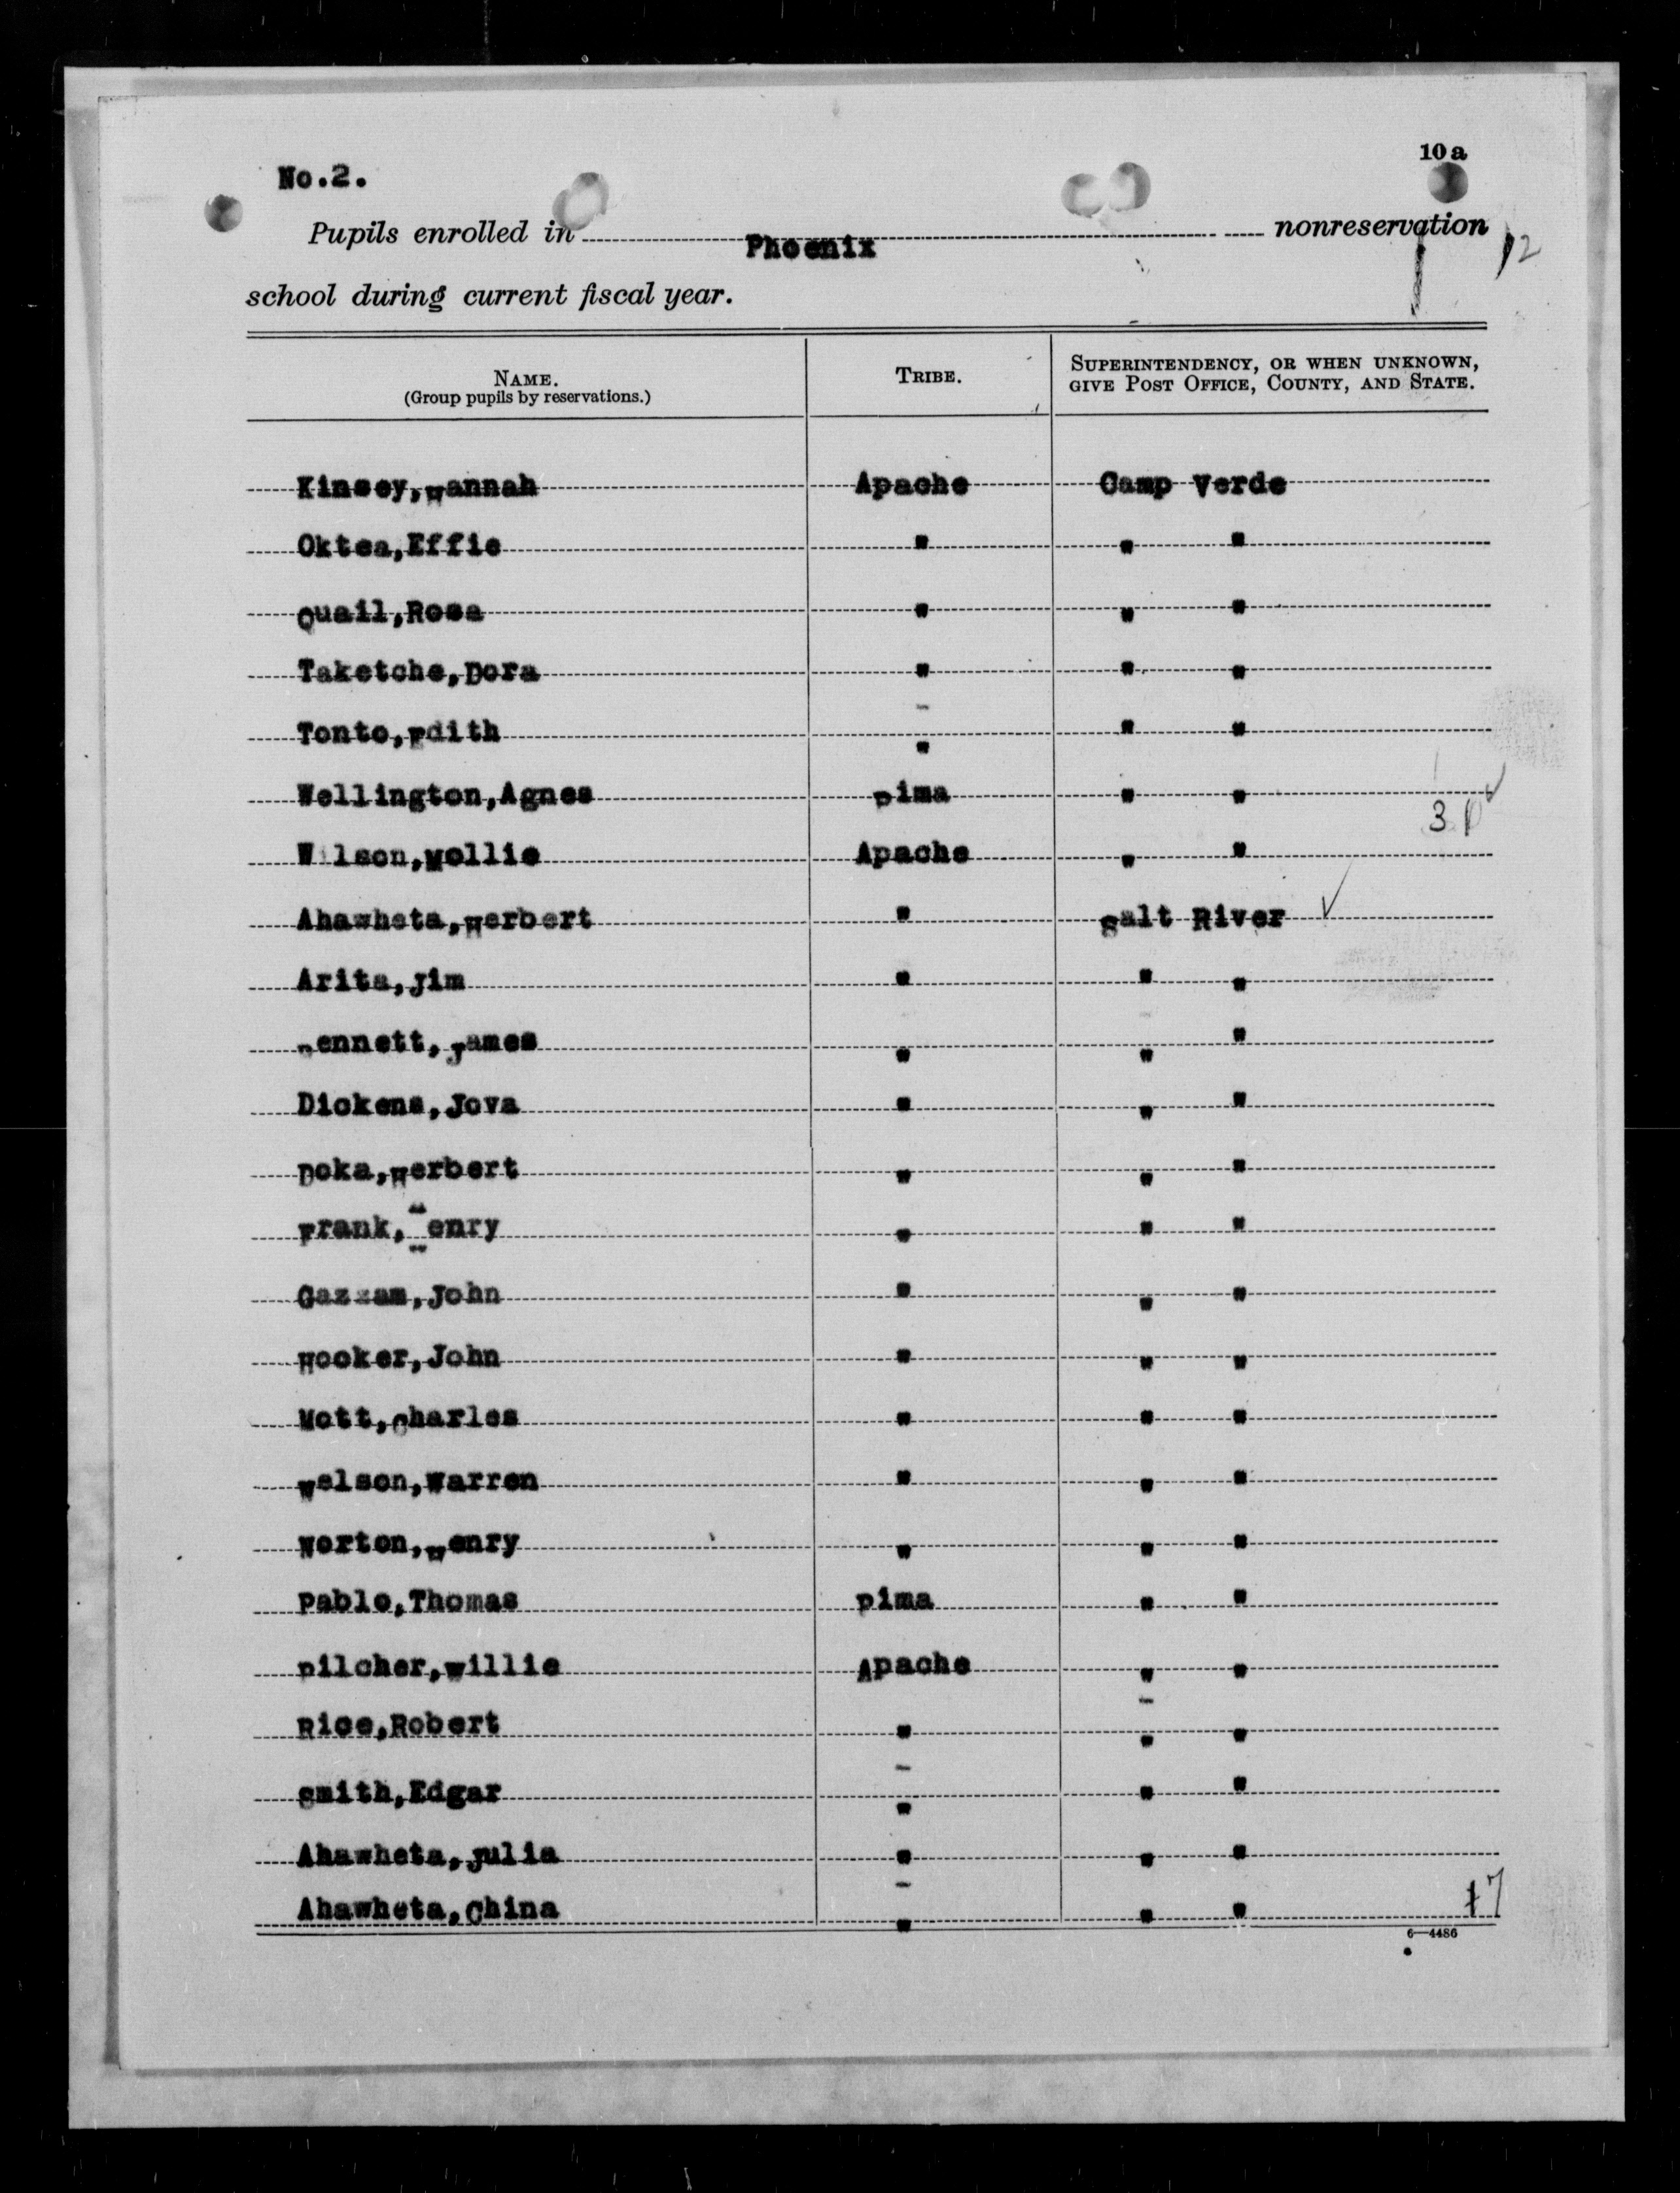 10 a
No.2.
Pupils enrolled in Phoenix nonreservation
12
school during current fiscal year.
NAME. TRIBE. SUPERINTENDENCY, OR WHEN UNKNOWN,
(Group pupils by reservations.) GIVE POST OFFICE, COUNTY, AND STATE.
Kinsey,Hannah Apache Camp Verde
Oktea,Effie " " "
Quail,Rosa " " "
Taketche,Dora " " "
Tonto,Edith " " "
Wellington,Agnes Pima " "
3
Wilson,Mollie Apache " "
Ahawheta,Herbert " Salt River ✓
Arita,Jim " " "
Bennett,James " " "
Dickens,Jova " " "
Doka,Herbert " " "
Frank,Henry " " "
Gazzam,John " " "
Hooker,John " " "
Mott,Charles " " "
Nelson,Warren " " "
Norton,Henry " " "
Pablo,Thomas Pima " "
Pilcher,Willie Apache " "
Rice,Robert " " "
Smith,Edgar " " "
Ahawheta,Julia " " "
Ahawheta,China " " " 17
6—4486